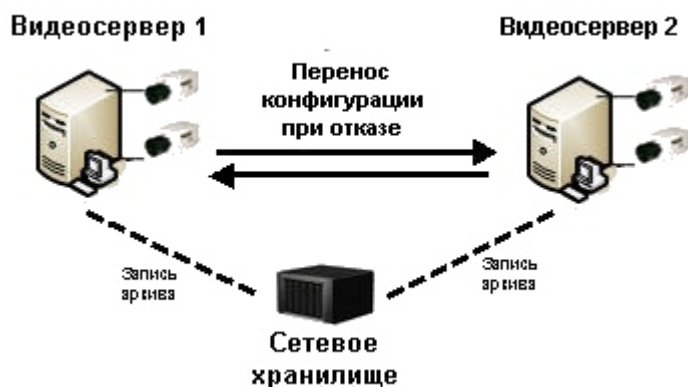 Видеосервер 1
Видеосервер 2
Перенос
конфигурации
при отказе
Запись
архива
Запись
архива
Сетевое
хранилище